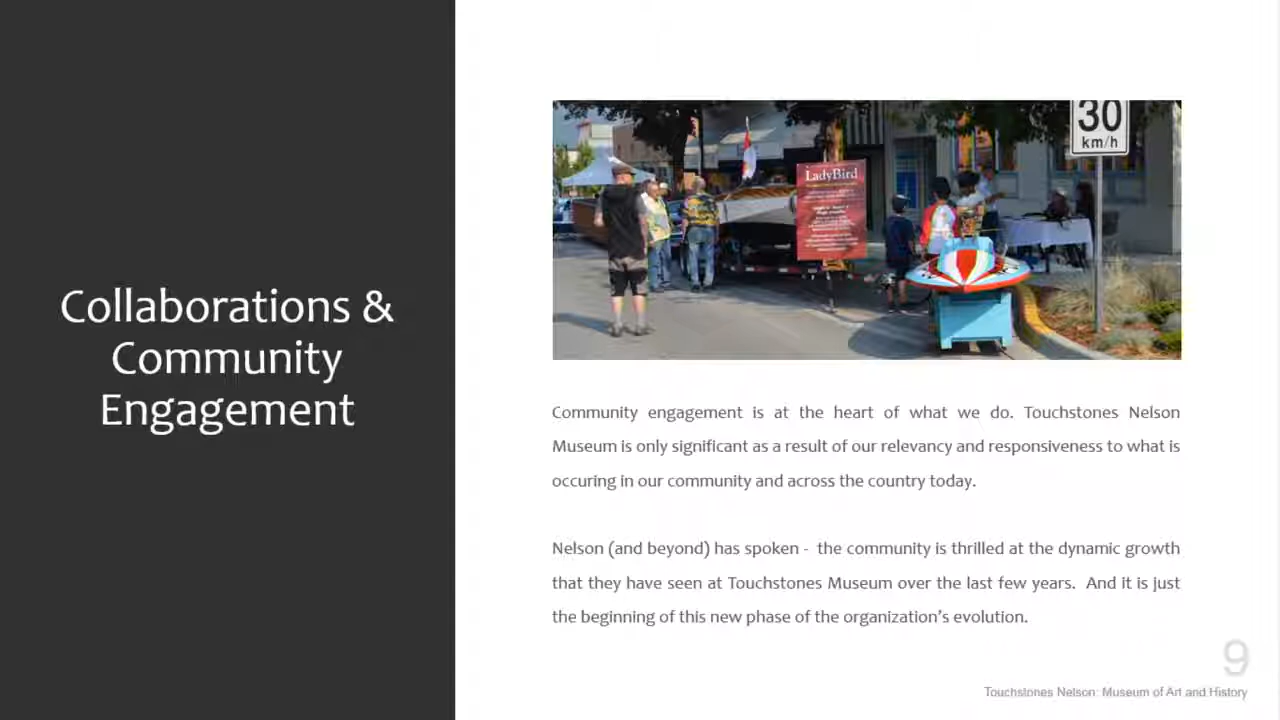 Collaborations &
Community
Engagement
30
km/h
LadyBird
Community engagement is at the heart of what we do. Touchstones Nelson
Museum is only significant as a result of our relevancy and responsiveness to what is
occuring in our community and across the country today.
Nelson (and beyond) has spoken - the community is thrilled at the dynamic growth
that they have seen at Touchstones Museum over the last few years. And it is just
the beginning of this new phase of the organization's evolution.
9
Touchstones Nelson: Museum of Art and History